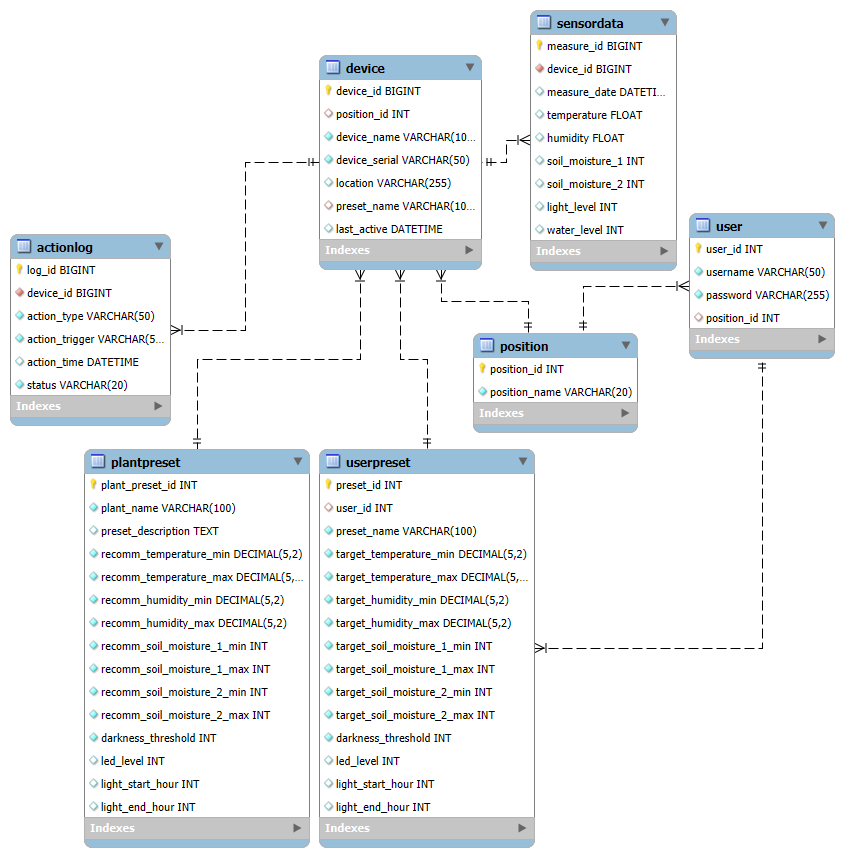 sensordata
measure_id BIGINT
device_id BIGINT
measure_date DATETI...
temperature FLOAT
humidity FLOAT
soil_moisture_1 INT
soil_moisture_2 INT
light_level INT
water_level INT
Indexes
device
device_id BIGINT
position_id INT
device_name VARCHAR(10...
device_serial VARCHAR(50)
location VARCHAR(255)
preset_name VARCHAR(10...
last_active DATETIME
Indexes
user
user_id INT
username VARCHAR(50)
password VARCHAR(255)
position_id INT
Indexes
actionlog
log_id BIGINT
device_id BIGINT
action_type VARCHAR(50)
action_trigger VARCHAR(5...
action_time DATETIME
status VARCHAR(20)
Indexes
position
position_id INT
position_name VARCHAR(20)
Indexes
plantpreset
plant_preset_id INT
plant_name VARCHAR(100)
preset_description TEXT
recomm_temperature_min DECIMAL(5,2)
recomm_temperature_max DECIMAL(5,...
recomm_humidity_min DECIMAL(5,2)
recomm_humidity_max DECIMAL(5,2)
recomm_soil_moisture_1_min INT
recomm_soil_moisture_1_max INT
recomm_soil_moisture_2_min INT
recomm_soil_moisture_2_max INT
darkness_threshold INT
led_level INT
light_start_hour INT
light_end_hour INT
Indexes
userpreset
preset_id INT
user_id INT
preset_name VARCHAR(100)
target_temperature_min DECIMAL(5,2)
target_temperature_max DECIMAL(5,...
target_humidity_min DECIMAL(5,2)
target_humidity_max DECIMAL(5,2)
target_soil_moisture_1_min INT
target_soil_moisture_1_max INT
target_soil_moisture_2_min INT
target_soil_moisture_2_max INT
darkness_threshold INT
led_level INT
light_start_hour INT
light_end_hour INT
Indexes